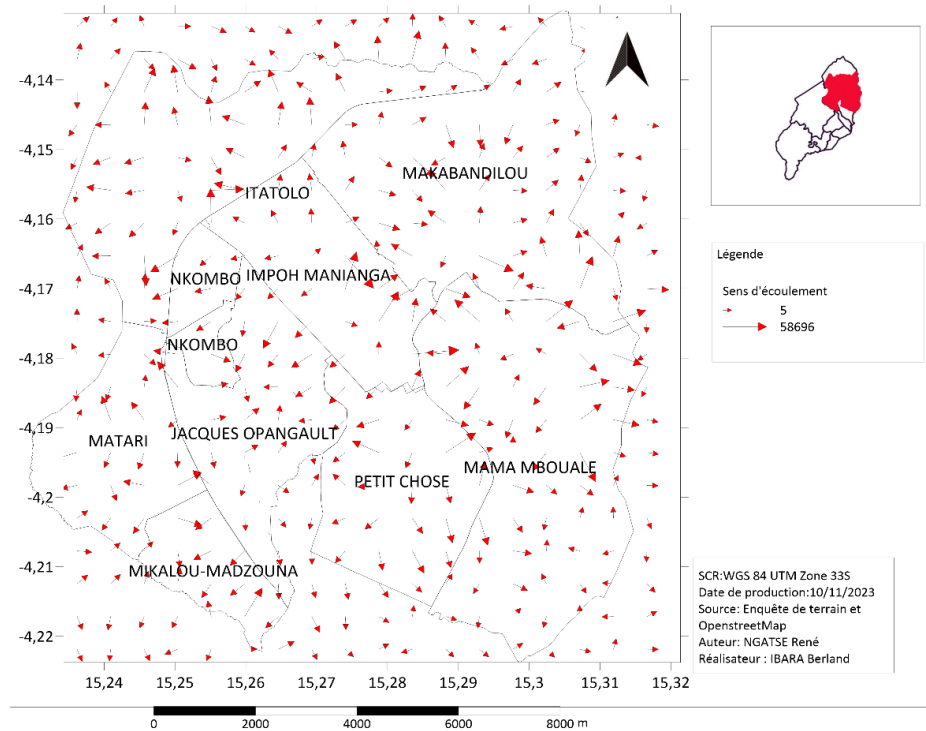 -4,14
-4,15
-4,16
-4,17
-4,18
-4,19
-4,2
-4,21
-4,22
MAKABANDILOU
ITATOLO
NKOMBO
IMPOH MANIANGA
NKOMBO
JACQUES OPANGAULT
MATARI
MAMA MBOUALE
PETIT CHOSE
MIKALOU-MADZOUNA
15,24
15,25
15,26
15,27
15,28
15,29
15,3
15,31
15,32
0
2000
4000
6000
8000 m
Légende
Sens d'écoulement
5
58696
SCR:WGS 84 UTM Zone 33S
Date de production:10/11/2023
Source: Enquête de terrain et
OpenstreetMap
Auteur: NGATSE René
Réalisateur : IBARA Berland